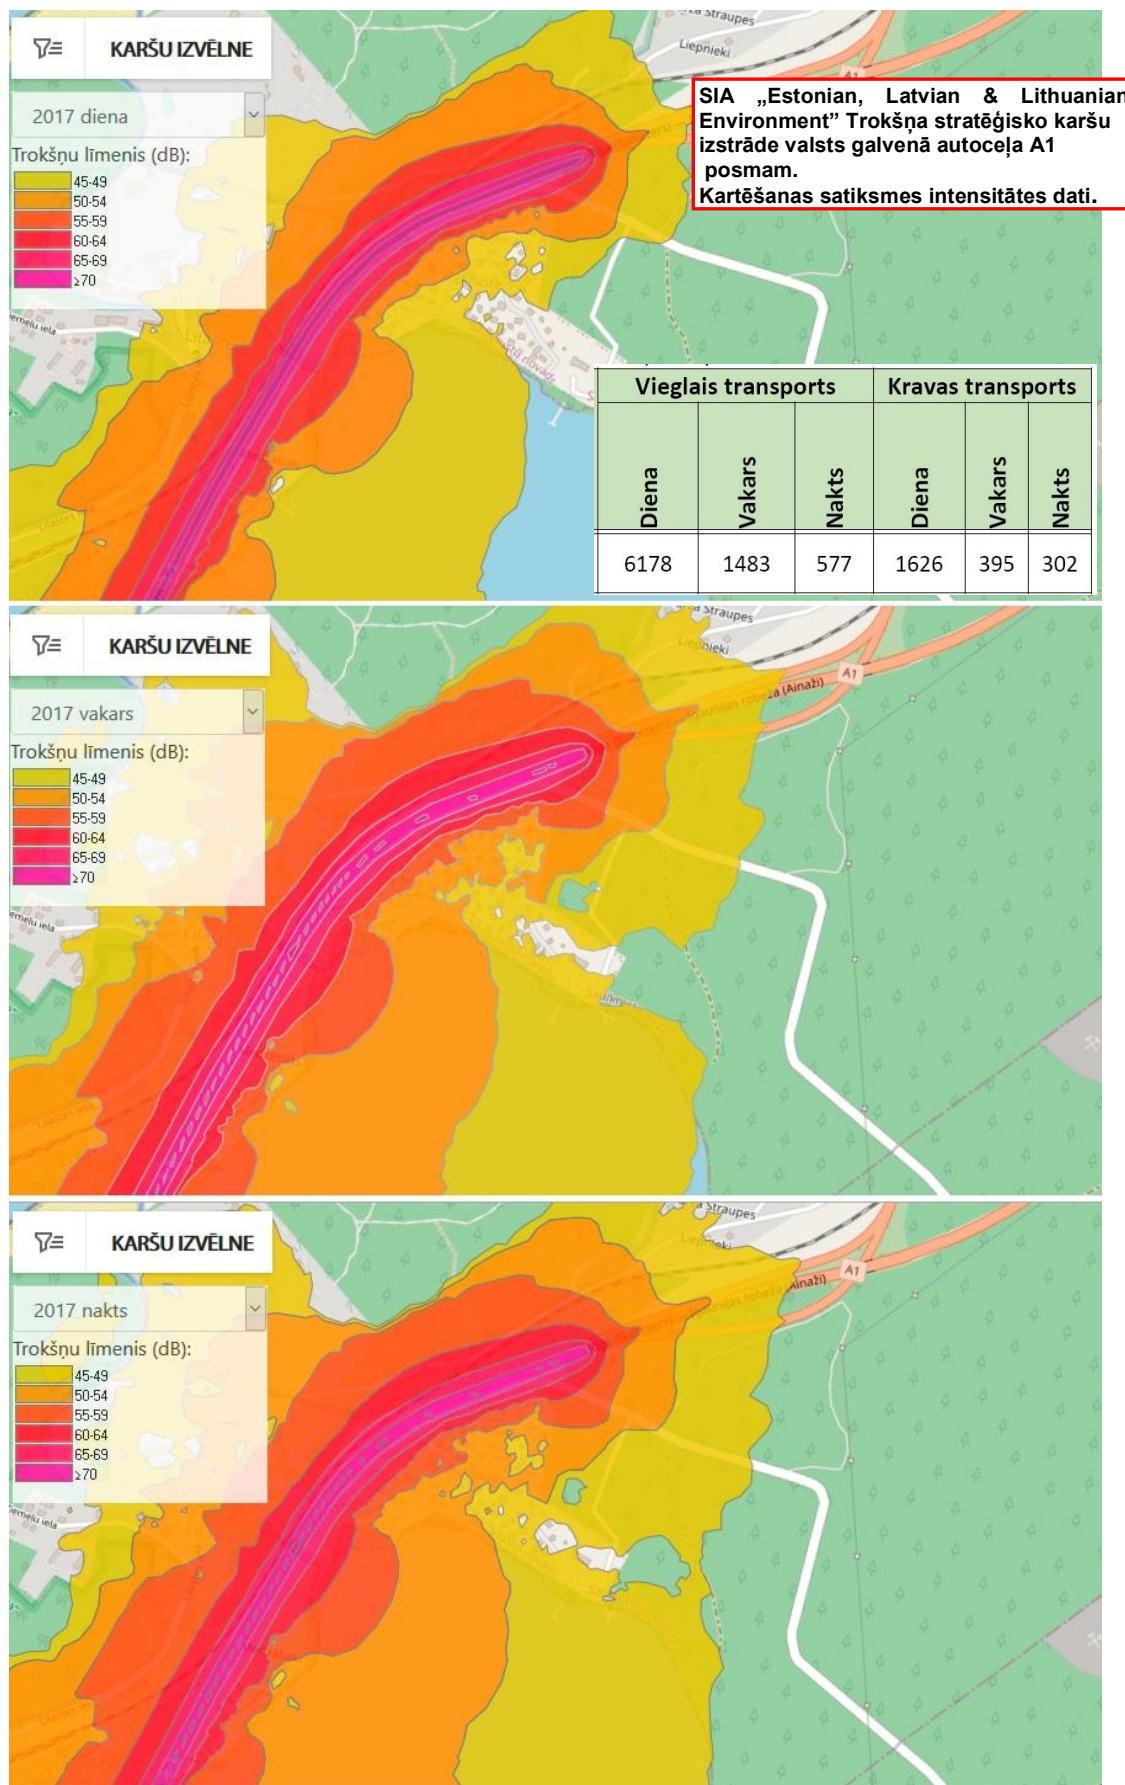 KARŠU IZVĒLNE
2017 diena
Trokšņu līmenis (dB):
45-49
50-54
55-59
60-64
65-69
≥70
Liepnieki
A1
SIA „Estonian, Latvian & Lithuanian
Environment” Trokšņa stratēģisko karšu
izstrāde valsts galvenā autoceļa A1
posmam.
Kartēšanas satiksmes intensitātes dati.
Vieglais transports Kravas transports
Diena Vakars Nakts Diena Vakars Nakts
6178 1483 577 1626 395 302
KARŠU IZVĒLNE
2017 vakars
Trokšņu līmenis (dB):
45-49
50-54
55-59
60-64
65-69
≥70
Straupes
Liepnieki
A1
robeža (Ainaži)
KARŠU IZVĒLNE
2017 nakts
Trokšņu līmenis (dB):
45-49
50-54
55-59
60-64
65-69
≥70
Straupes
Liepnieki
A1
robeža (Ainaži)